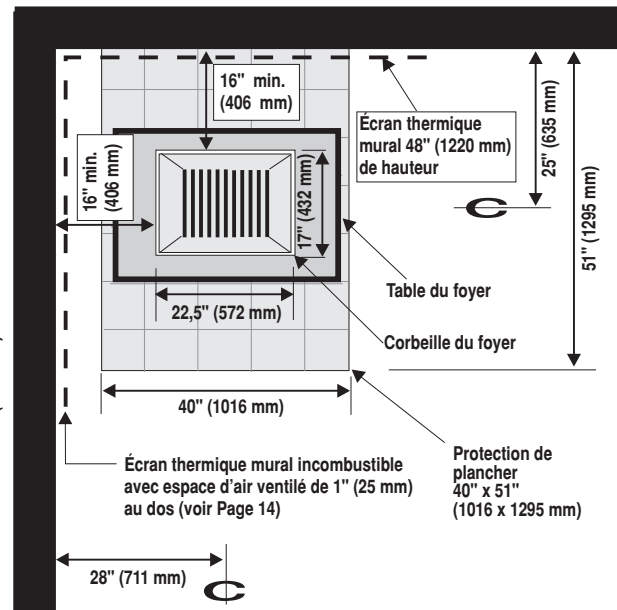 16" min.
(406 mm)
Écran thermique
mural 48" (1220 mm)
de hauteur
25" (635 mm)
51" (1295 mm)
16" min.
(406 mm)
17" (432 mm)
C
Table du foyer
22,5" (572 mm)
Corbeille du foyer
40" (1016 mm)
Écran thermique mural incombustible
avec espace d'air ventilé de 1" (25 mm)
au dos (voir Page 14)
Protection de
plancher
40" x 51"
(1016 x 1295 mm)
28" (711 mm)
C